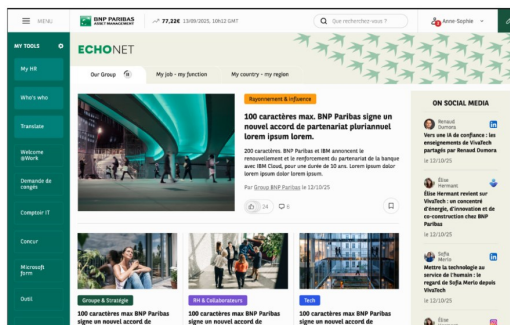 MENU
BNP PARIBAS
ASSET MANAGEMENT
77,22€ 13/09/2025, 10h12 GMT
Que recherchez-vous ?
Anne-Sophie
MY TOOLS
My HR
Who's who
Translate
Welcome
@Work
Demande de
congés
Comptoir IT
Concur
Microsoft
form
Outil
ECHONET
Our Group
My job - my function
My country - my region
Rayonnement & influence
100 caractères max. BNP Paribas signe un
nouvel accord de partenariat pluriannuel
lorem ipsum lorem.
200 caractères. BNP Paribas et IBM annoncent le
renouvellement et le renforcement du partenariat de la banque
avec IBM Cloud, pour une durée de 10 ans. Lorem ipsum dolor
lorem ipsum dolor lorem ipsum.
Par Group BNP Paribas le 12/10/25
24
6
Groupe & Stratégie
100 caractères max BNP Paribas
signe un nouvel accord de
RH & Collaborateurs
100 caractères max BNP Paribas
signe un nouvel accord de
Tech
100 caractères max BNP Paribas
signe un nouvel accord de
ON SOCIAL MEDIA
Renaud
Dumora
Vers une IA de confiance : les
enseignements de VivaTech
partagés par Renaud Dumora
le 12/10/25
Élise
Hermant
Élise Hermant revient sur
VivaTech : un concentré
d'énergie, d'innovation et de
co-construction chez BNP
Paribas
le 12/10/25
Sofia
Merlo
Mettre la technologie au
service de l'humain : le
regard de Sofia Merlo depuis
VivaTech
le 12/10/25
Élise
Hermant